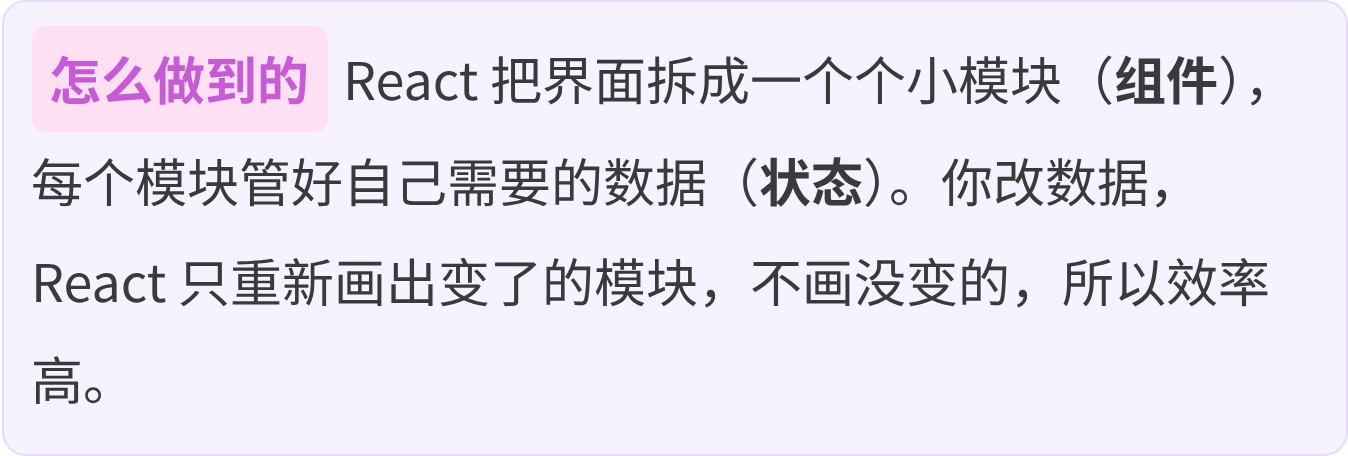 怎么做到的 React 把界面拆成一个个小模块（组件），
每个模块管好自己需要的数据（状态）。你改数据，
React 只重新画出变了的模块，不画没变的，所以效率
高。